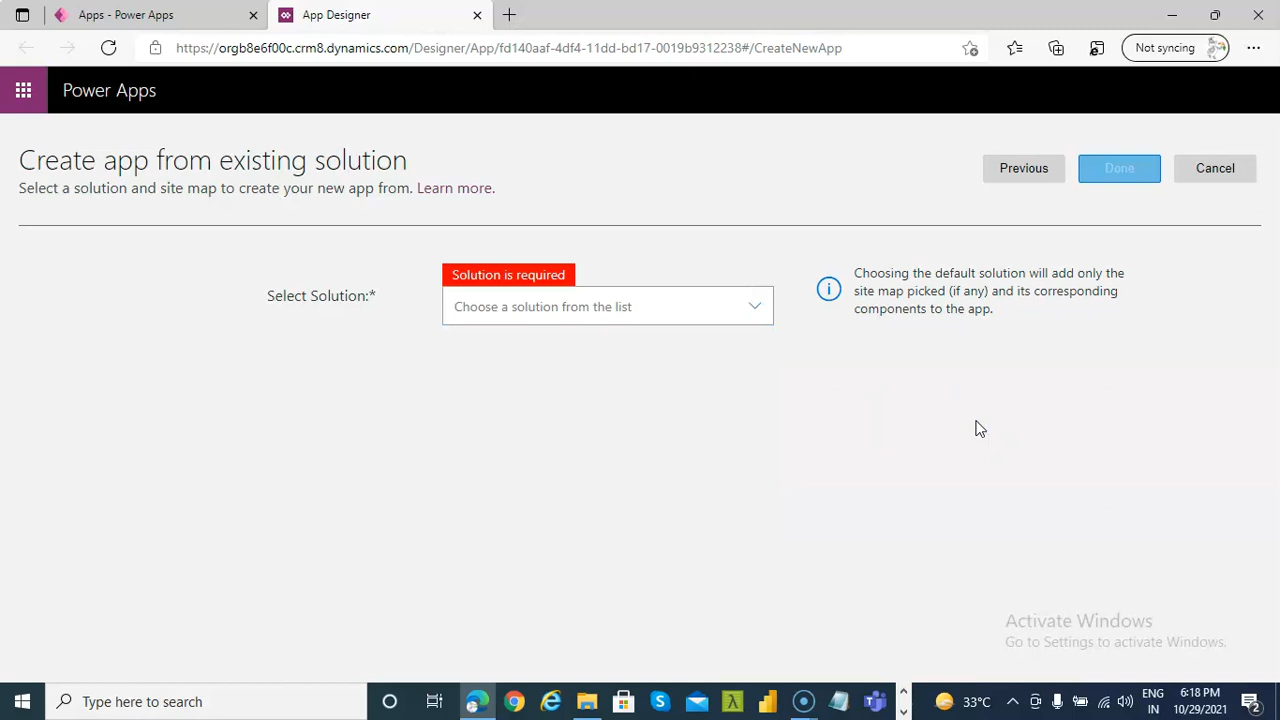 Apps - Power Apps
App Designer
https://orgb8e6f00c.crm8.dynamics.com/Designer/App/fd140aaf-4df4-11dd-bd17-0019b9312238#/CreateNewApp
Not syncing
Power Apps
Create app from existing solution
Select a solution and site map to create your new app from. Learn more.
Previous
Done
Cancel
Solution is required
Select Solution:*
Choose a solution from the list
Choosing the default solution will add only the
site map picked (if any) and its corresponding
components to the app.
Activate Windows
Go to Settings to activate Windows.
Type here to search
33°C
ENG
IN
6:18 PM
10/29/2021
2